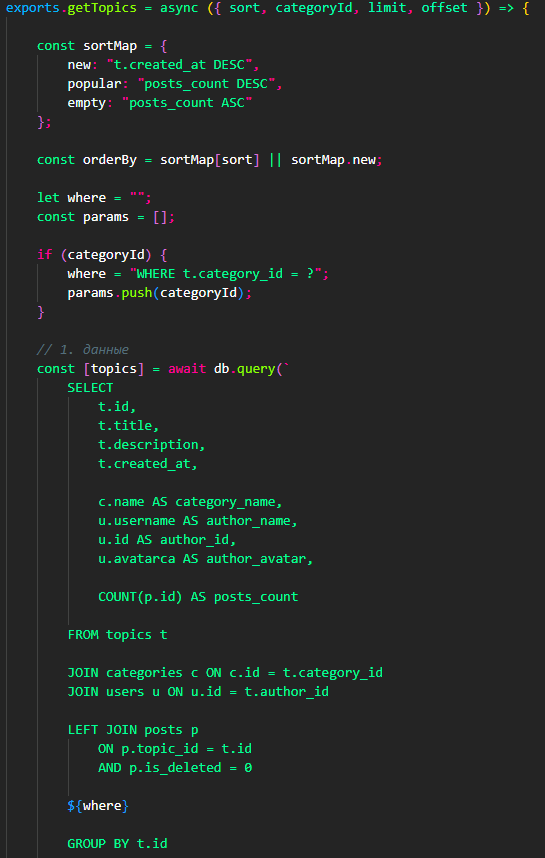 exports.getTopics = async ({ sort, categoryId, limit, offset }) => {
const sortMap = {
new: "t.created_at DESC",
popular: "posts_count DESC",
empty: "posts_count ASC"
};
const orderBy = sortMap[sort] || sortMap.new;
let where = "";
const params = [];
if (categoryId) {
where = "WHERE t.category_id = ?";
params.push(categoryId);
}
// 1. данные
const [topics] = await db.query(`
SELECT
t.id,
t.title,
t.description,
t.created_at,
c.name AS category_name,
u.username AS author_name,
u.id AS author_id,
u.avatarca AS author_avatar,
COUNT(p.id) AS posts_count
FROM topics t
JOIN categories c ON c.id = t.category_id
JOIN users u ON u.id = t.author_id
LEFT JOIN posts p
ON p.topic_id = t.id
AND p.is_deleted = 0
${where}
GROUP BY t.id